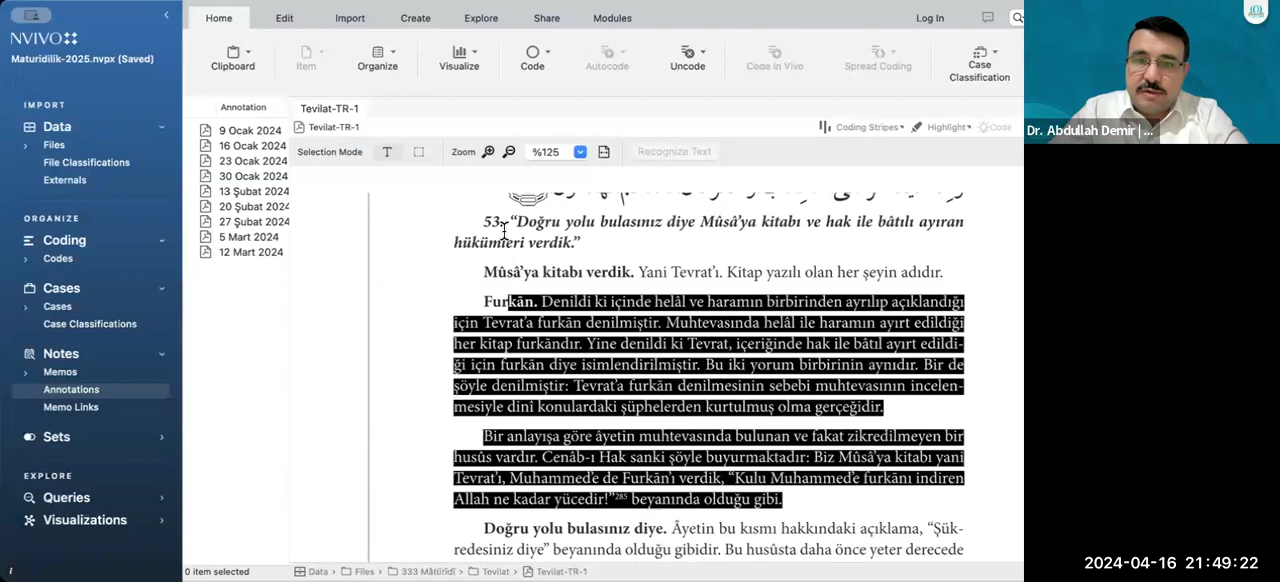 NVIVO
Maturidilik-2025.nvpx (Saved)
IMPORT
Data
Files
File Classifications
Externals
ORGANIZE
Coding
Codes
Cases
Cases
Case Classifications
Notes
Memos
Annotations
Memo Links
Sets
EXPLORE
Queries
Visualizations
Home Edit Import Create Explore Share Modules Log In
Clipboard Item Organize Visualize Code Autocode Uncode Code In Vivo Spread Coding Case
Classification
Annotation
9 Ocak 2024
16 Ocak 2024
23 Ocak 2024
30 Ocak 2024
13 Şubat 2024
20 Şubat 2024
27 Şubat 2024
5 Mart 2024
12 Mart 2024
Tevilat-TR-1
Tevilat-TR-1 Coding Stripes Highlight Code
Selection Mode T Zoom %125 Recognize Text
53. “Doğru yolu bulasınız diye Mûsâ’ya kitabı ve hak ile bâtılı ayıran
hükümleri verdik.”
Mûsâ’ya kitabı verdik. Yani Tevrat’ı. Kitap yazılı olan her şeyin adıdır.
Furkān. Denildi ki içinde helâl ve haramın birbirinden ayrılıp açıklandığı
için Tevrat’a furkān denilmiştir. Muhtevasında helâl ile haramın ayırt edildiği
her kitap furkāndır. Yine denildi ki Tevrat, içeriğinde hak ile bâtıl ayırt edildi-
ği için furkān diye isimlendirilmiştir. Bu iki yorum birbirinin aynıdır. Bir de
şöyle denilmiştir: Tevrat’a furkān denilmesinin sebebi muhtevasının incelen-
mesiyle dinî konulardaki şüphelerden kurtulmuş olma gerçeğidir.
Bir anlayışa göre âyetin muhtevasında bulunan ve fakat zikredilmeyen bir
husûs vardır. Cenâb-ı Hak sanki şöyle buyurmaktadır: Biz Mûsâ’ya kitabı yani
Tevrat’ı, Muhammed’e de Furkān’ı verdik, “Kulu Muhammed’e furkānı indiren
Allah ne kadar yücedir!”²⁸⁵ beyanında olduğu gibi.
Doğru yolu bulasınız diye. Âyetin bu kısmı hakkındaki açıklama, “Şük-
redesiniz diye” beyanında olduğu gibidir. Bu husûsta daha önce yeter derecede
0 item selected Data Files 333 Mâtürîdî Tevilat Tevilat-TR-1
Dr. Abdullah Demir |...
2024-04-16 21:49:22